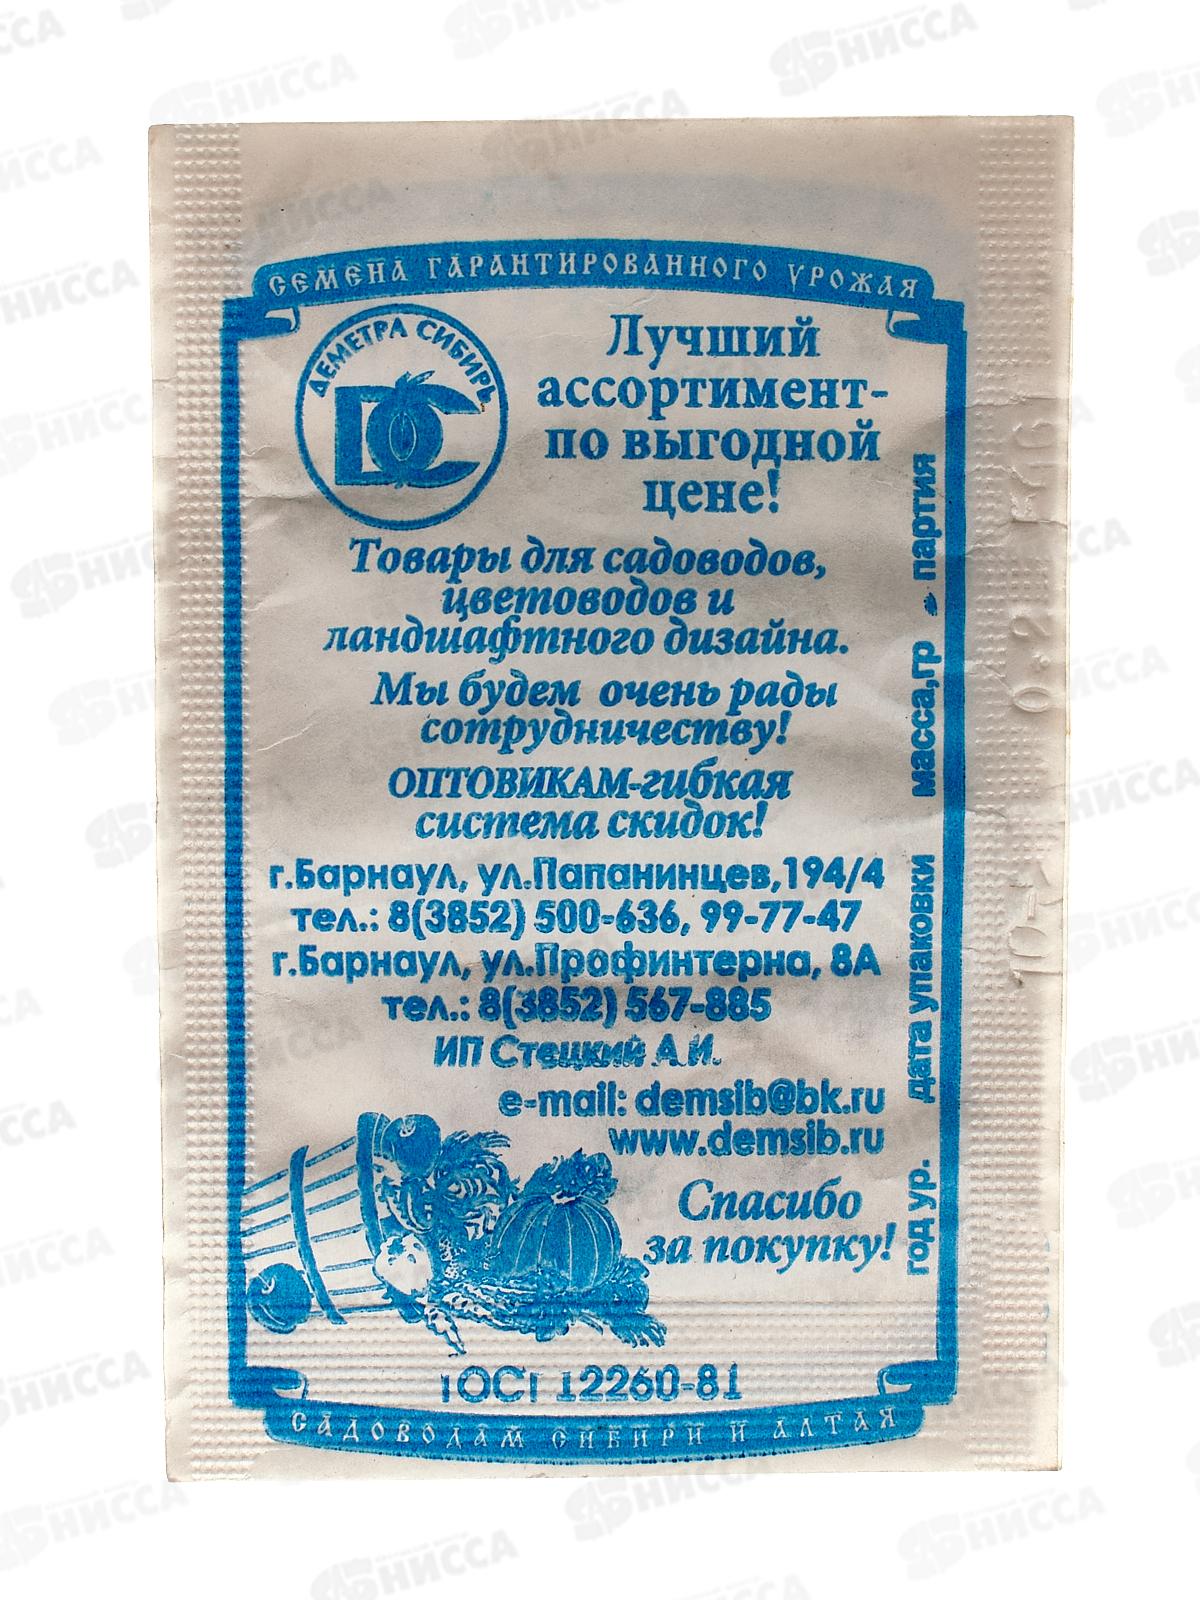 СЕМЕНА ГАРАНТИРОВАННОГО УРОЖАЯ
ДЕМЕТРА СИБИРЬ
Лучший
ассортимент-
по выгодной
цене!
Товары для садоводов,
цветоводов и
ландшафтного дизайна.
Мы будем очень рады
сотрудничеству!
ОПТОВИКАМ-гибкая
система скидок!
г.Барнаул, ул.Папанинцев,194/4
тел.: 8(3852) 500-636, 99-77-47
г.Барнаул, ул.Профинтерна, 8А
тел.: 8(3852) 567-885
ИП Стецкий А.И.
e-mail: demsib@bk.ru
www.demsib.ru
Спасибо
за покупку!
год ур. дата упаковки масса,гр партия
0.2
ГОСТ 12260-81
САДОВОДАМ СИБИРИ И АЛТАЯ
НИССА